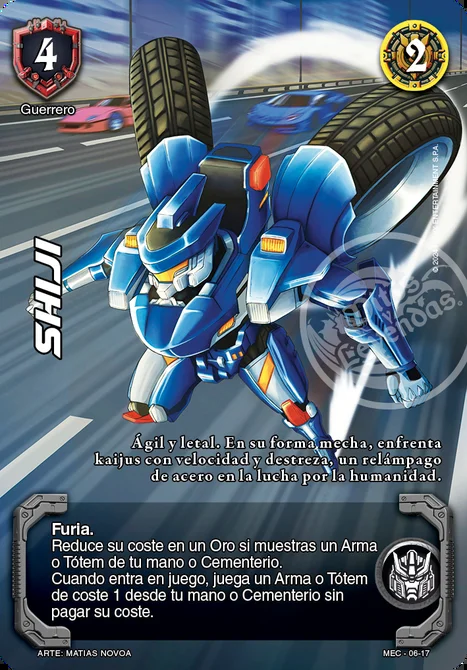 4
2
Guerrero
SHIJI
Mitos y
Leyendas.
Ágil y letal. En su forma mecha, enfrenta
kaijus con velocidad y destreza, un relámpago
de acero en la lucha por la humanidad.
Furia.
Reduce su coste en un Oro si muestras un Arma
o Tótem de tu mano o Cementerio.
Cuando entra en juego, juega un Arma o Tótem
de coste 1 desde tu mano o Cementerio sin
pagar su coste.
ARTE: MATIAS NOVOA
MEC - 06-17
ENTERTAINMENT S.P.A.